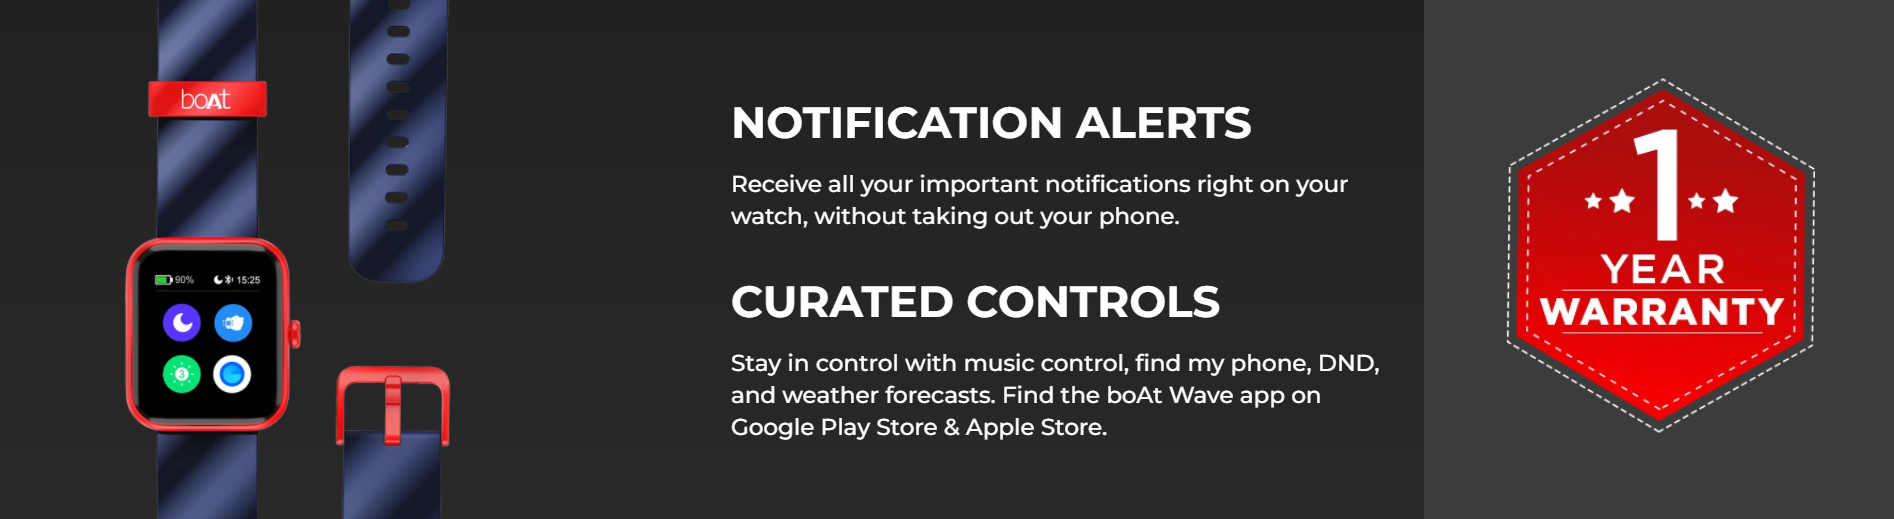 boAt
90%
15:25
3
NOTIFICATION ALERTS
Receive all your important notifications right on your
watch, without taking out your phone.
CURATED CONTROLS
Stay in control with music control, find my phone, DND,
and weather forecasts. Find the boAt Wave app on
Google Play Store & Apple Store.
1
YEAR
WARRANTY